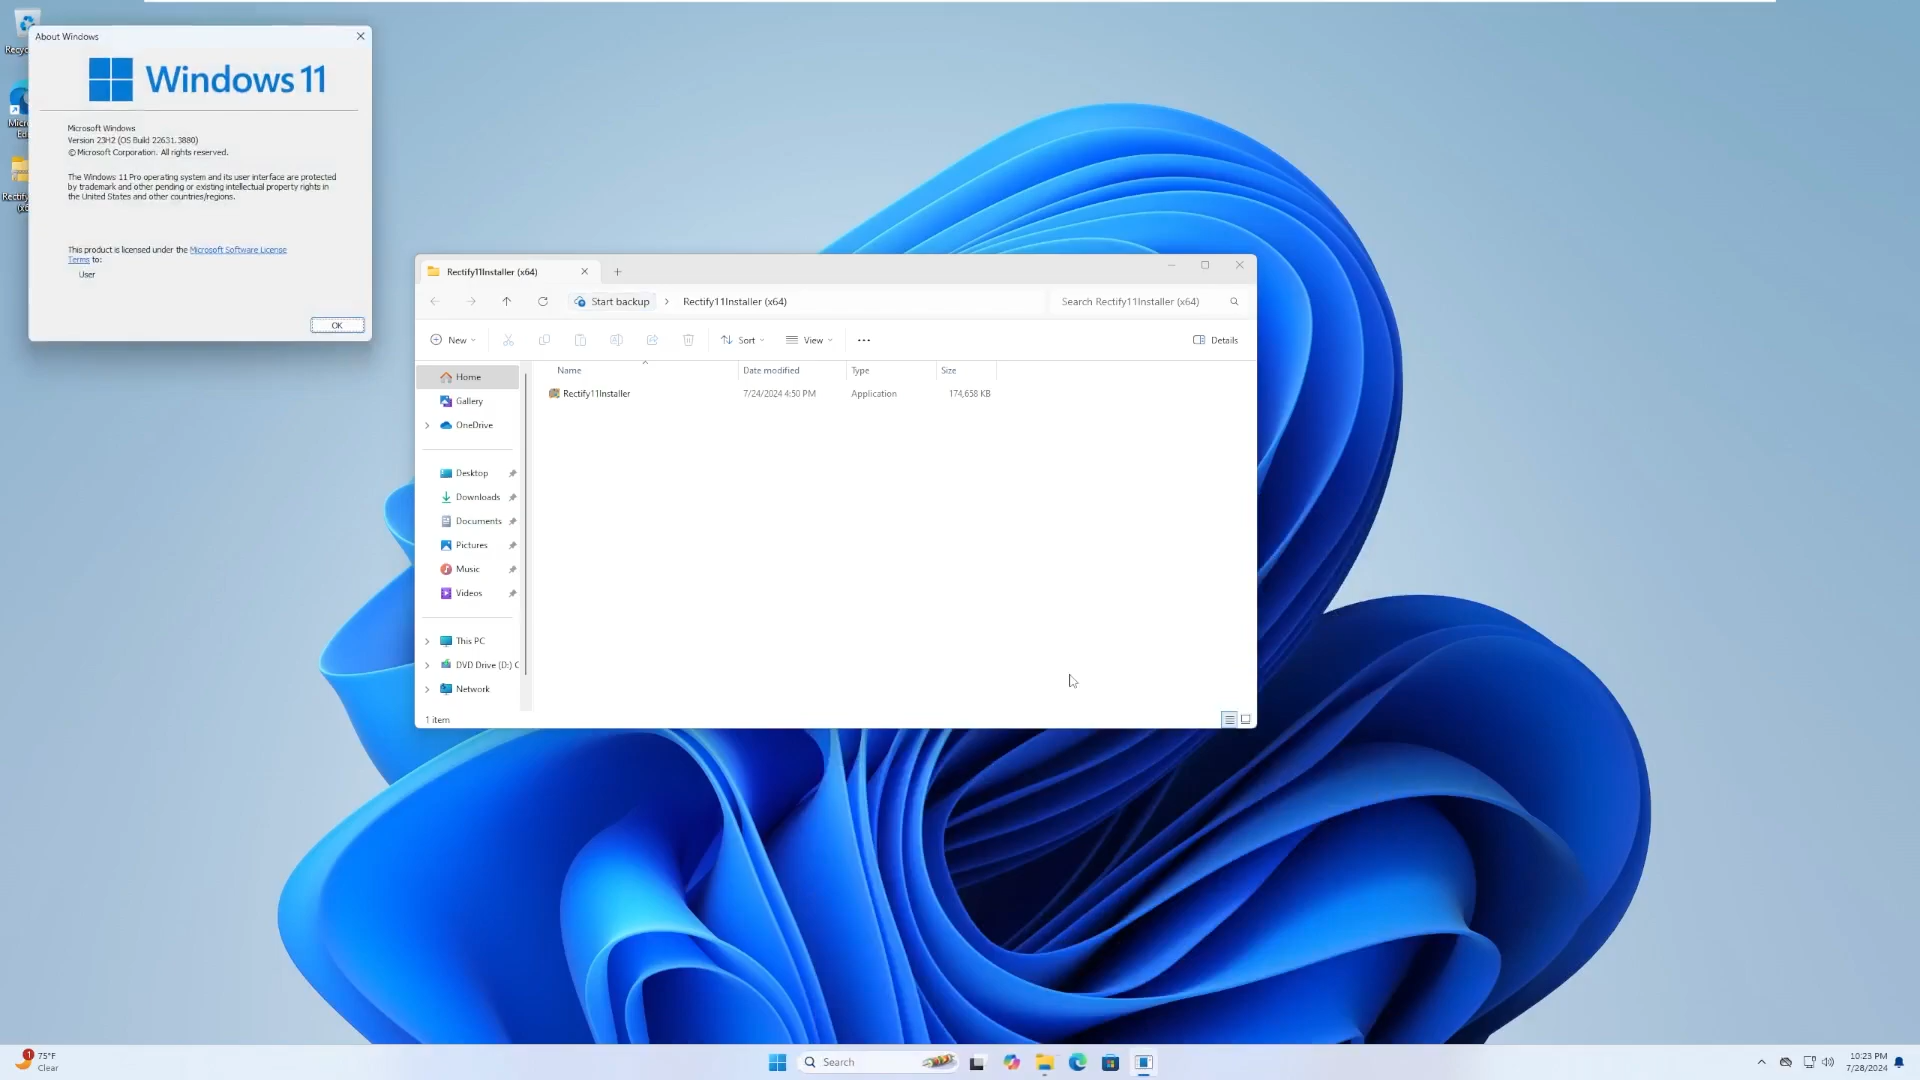 About Windows
Windows 11
Microsoft Windows
Version 23H2 (OS Build 22631.3880)
© Microsoft Corporation. All rights reserved.
The Windows 11 Pro operating system and its user interface are protected
by trademark and other pending or existing intellectual property rights in
the United States and other countries/regions.
This product is licensed under the Microsoft Software License
Terms to:
User
OK
Rectify11Installer (x64)
Start backup
Rectify11Installer (x64)
Search Rectify11Installer (x64)
New
Sort
View
Details
Name
Date modified
Type
Size
Rectify11Installer
7/24/2024 4:50 PM
Application
174,658 KB
Home
Gallery
OneDrive
Desktop
Downloads
Documents
Pictures
Music
Videos
This PC
DVD Drive (D:) C
Network
1 item
1
75°F
Clear
Search
10:23 PM
7/28/2024